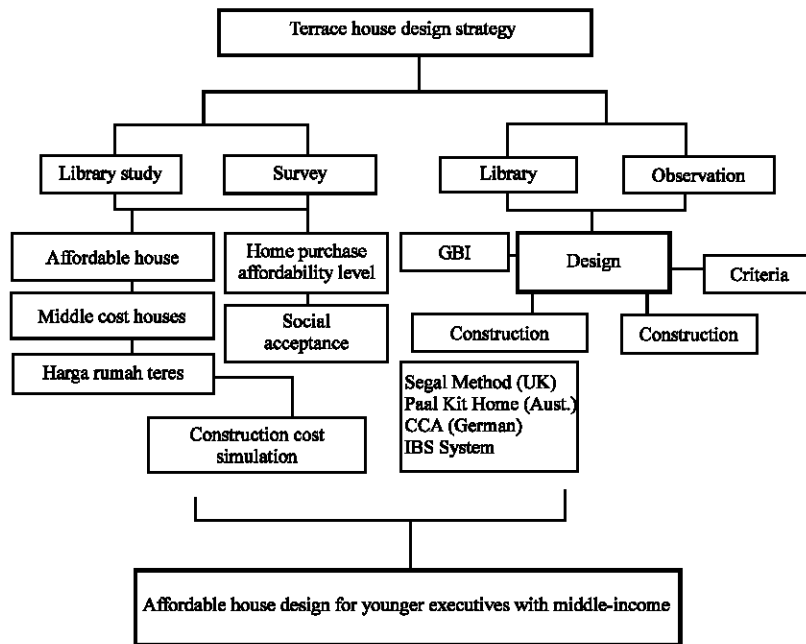 Terrace house design strategy
Library study
Survey
Library
Observation
Affordable house
Home purchase
affordability level
GBI
Design
Criteria
Middle cost houses
Social
acceptance
Construction
Construction
Harga rumah teres
Segal Method (UK)
Paal Kit Home (Aust.)
CCA (German)
IBS System
Construction cost
simulation
Affordable house design for younger executives with middle-income